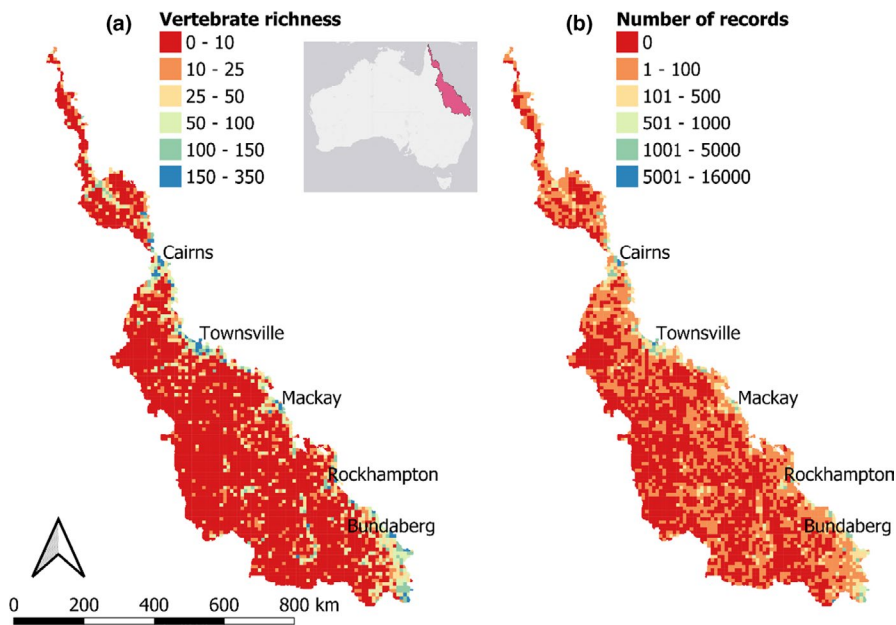 (a) Vertebrate richness
0 - 10
10 - 25
25 - 50
50 - 100
100 - 150
150 - 350
Cairns
Townsville
Mackay
Rockhampton
Bundaberg
0 200 400 600 800 km
(b) Number of records
0
1 - 100
101 - 500
501 - 1000
1001 - 5000
5001 - 16000
Cairns
Townsville
Mackay
Rockhampton
Bundaberg